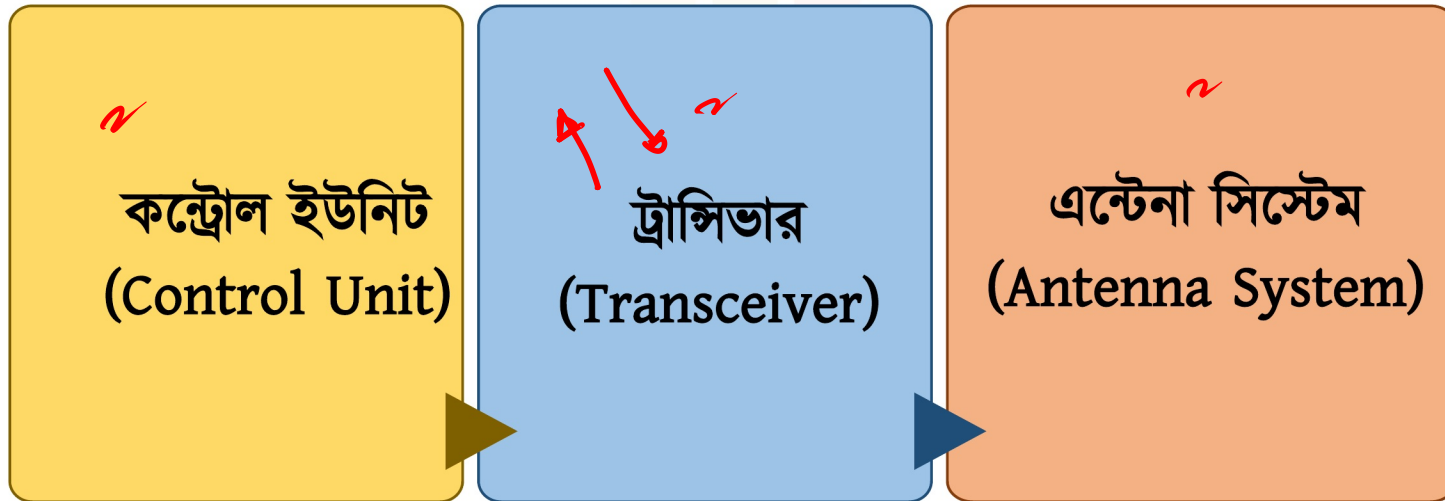 কন্ট্রোল ইউনিট
(Control Unit)
ট্রান্সিভার
(Transceiver)
এন্টেনা সিস্টেম
(Antenna System)